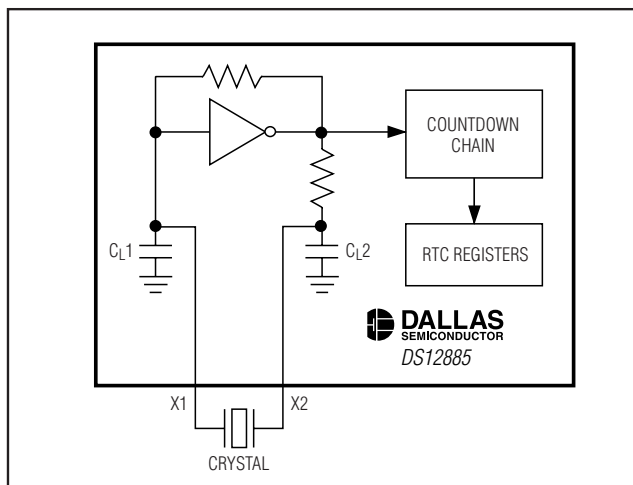 COUNTDOWN
CHAIN
CL1
CL2
RTC REGISTERS
DALLAS
SEMICONDUCTOR
DS12885
X1
X2
CRYSTAL